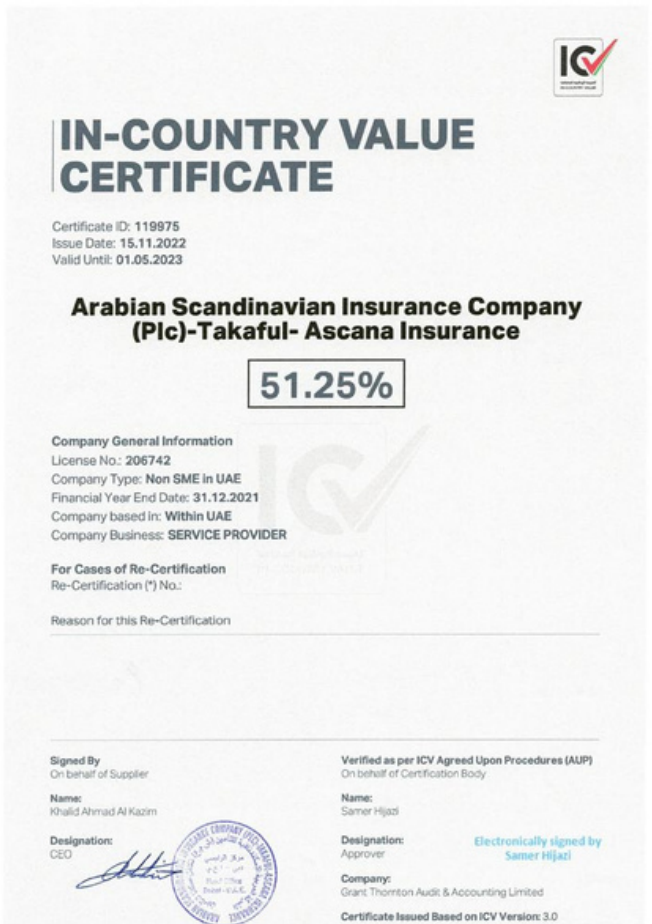 ICV
IN-COUNTRY VALUE
CERTIFICATE
Certificate ID: 119975
Issue Date: 15.11.2022
Valid Until: 01.05.2023
Arabian Scandinavian Insurance Company
(Plc)-Takaful- Ascana Insurance
51.25%
Company General Information
License No.: 206742
Company Type: Non SME in UAE
Financial Year End Date: 31.12.2021
Company based in: Within UAE
Company Business: SERVICE PROVIDER
For Cases of Re-Certification
Re-Certification (*) No.:
Reason for this Re-Certification
Signed By
On behalf of Supplier
Name:
Khalid Ahmad Al Kazim
Designation:
CEO
Verified as per ICV Agreed Upon Procedures (AUP)
On behalf of Certification Body
Name:
Samer Hijazi
Designation:
Approver
Electronically signed by
Samer Hijazi
Company:
Grant Thornton Audit & Accounting Limited
Certificate Issued Based on ICV Version: 3.0